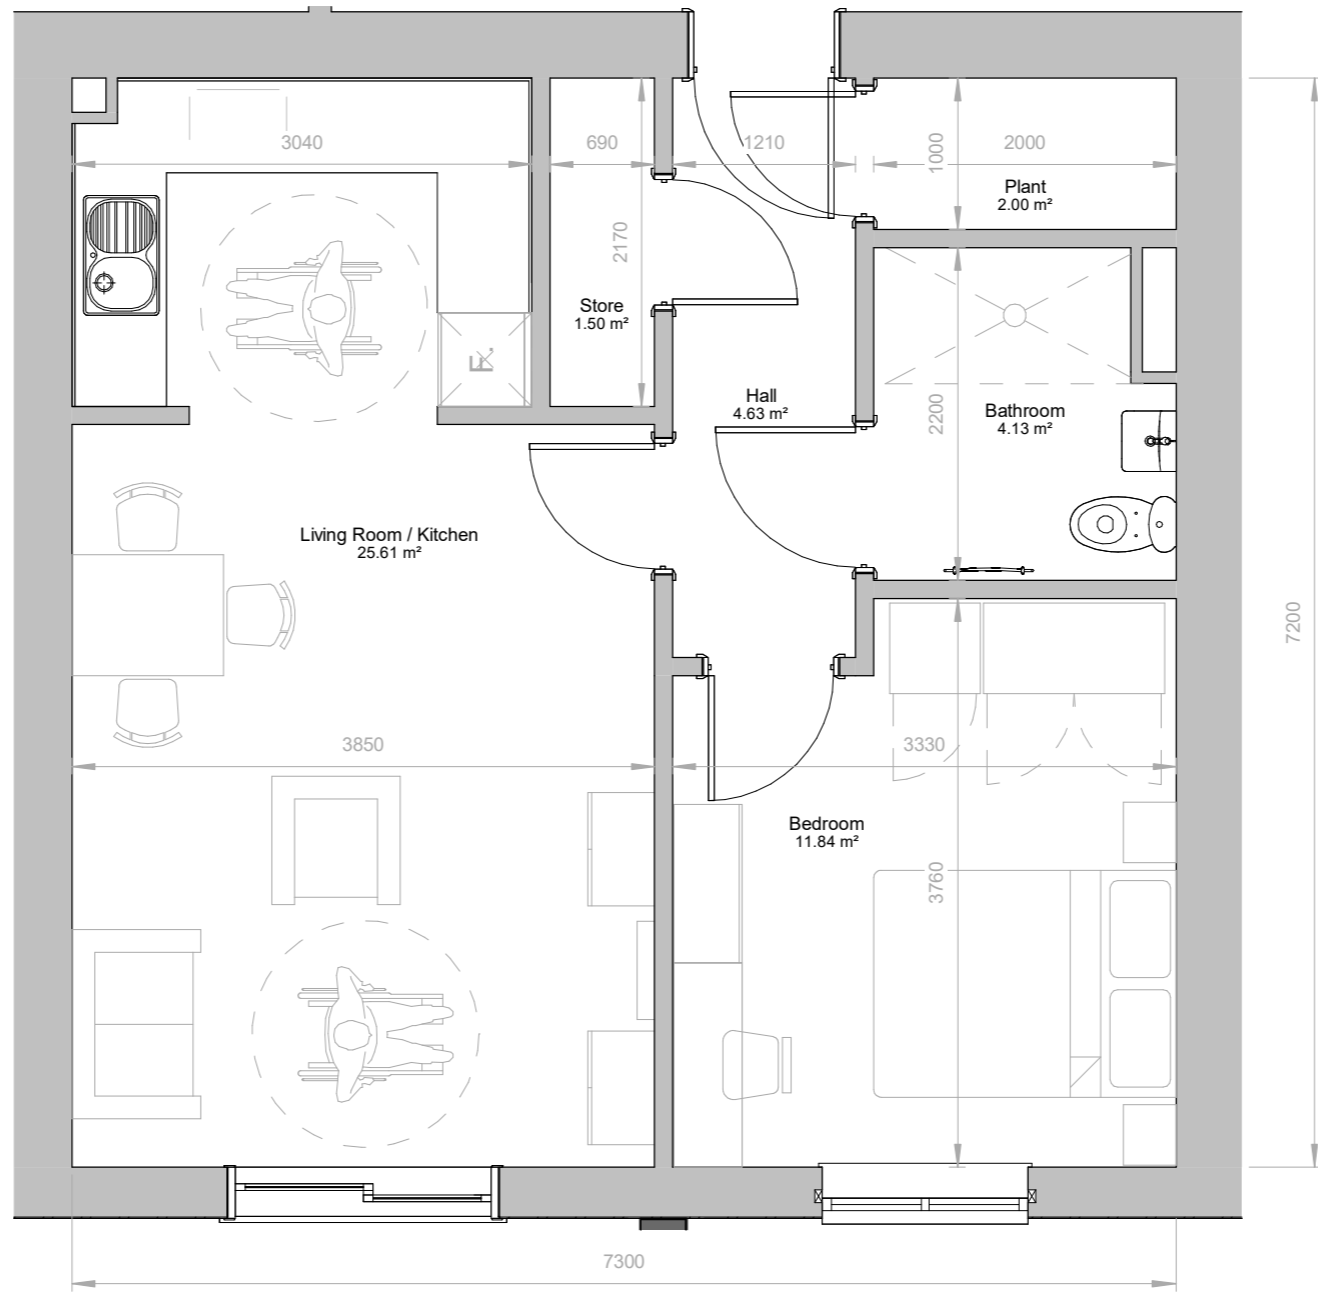 3040
690
1210
1000
2000
Plant
2.00 m²
2170
Store
1.50 m²
Hall
4.63 m²
2200
Bathroom
4.13 m²
Living Room / Kitchen
25.61 m²
7200
3850
3330
Bedroom
11.84 m²
3760
7300